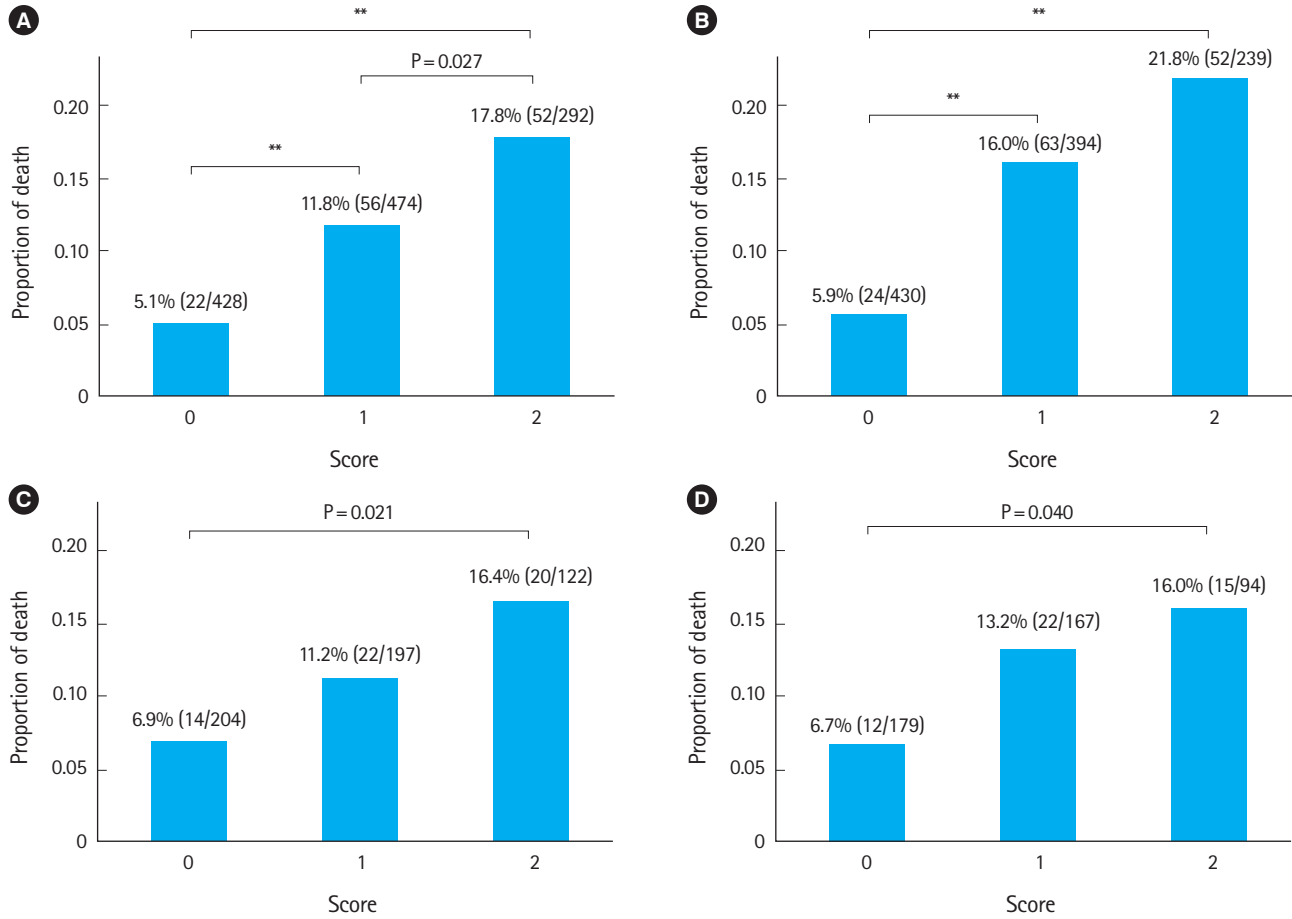 A
**
P = 0.027
**
17.8% (52/292)
11.8% (56/474)
5.1% (22/428)
0.20
0.15
0.10
0.05
0
Proportion of death
0 1 2
Score
B
**
**
21.8% (52/239)
16.0% (63/394)
5.9% (24/430)
0.20
0.15
0.10
0.05
0
Proportion of death
0 1 2
Score
C
P = 0.021
16.4% (20/122)
11.2% (22/197)
6.9% (14/204)
0.20
0.15
0.10
0.05
0
Proportion of death
0 1 2
Score
D
P = 0.040
16.0% (15/94)
13.2% (22/167)
6.7% (12/179)
0.20
0.15
0.10
0.05
0
Proportion of death
0 1 2
Score